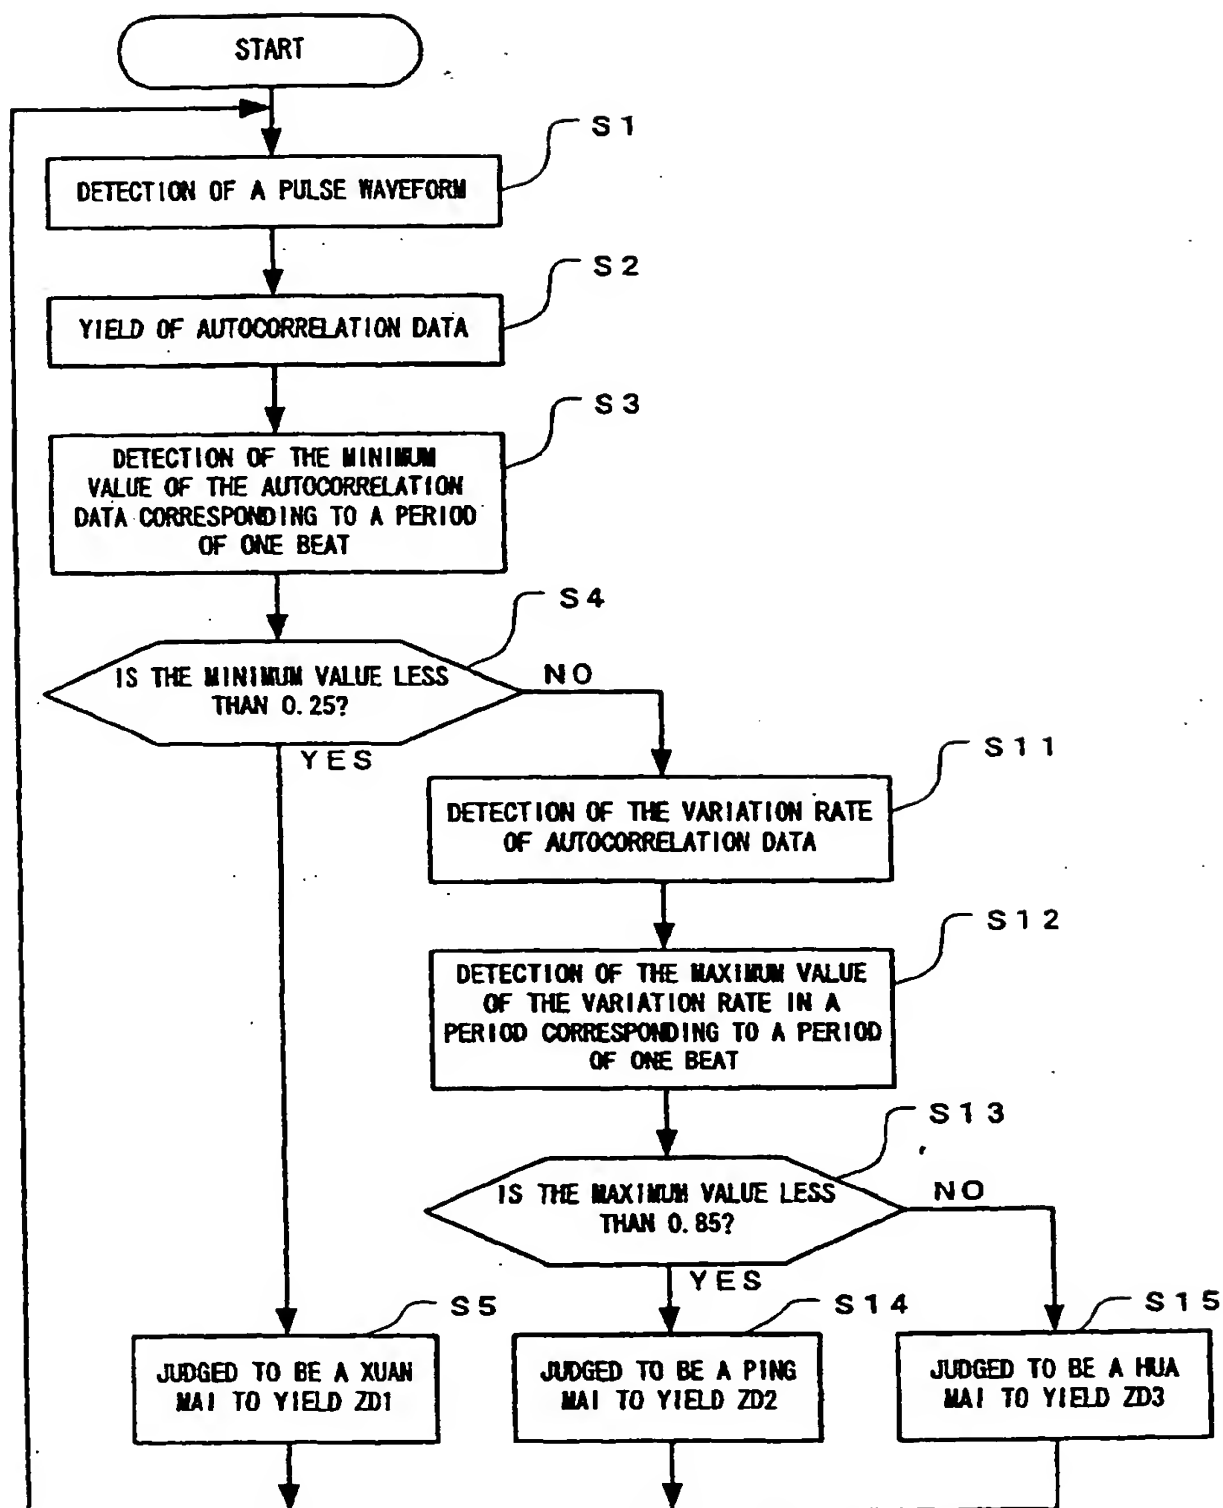 START
S1
DETECTION OF A PULSE WAVEFORM
S2
YIELD OF AUTOCORRELATION DATA
S3
DETECTION OF THE MINIMUM
VALUE OF THE AUTOCORRELATION
DATA CORRESPONDING TO A PERIOD
OF ONE BEAT
S4
IS THE MINIMUM VALUE LESS
THAN 0.25?
NO
YES
S11
DETECTION OF THE VARIATION RATE
OF AUTOCORRELATION DATA
S12
DETECTION OF THE MAXIMUM VALUE
OF THE VARIATION RATE IN A
PERIOD CORRESPONDING TO A PERIOD
OF ONE BEAT
S13
IS THE MAXIMUM VALUE LESS
THAN 0.85?
NO
YES
S5
JUDGED TO BE A XUAN
MAI TO YIELD ZD1
S14
JUDGED TO BE A PING
MAI TO YIELD ZD2
S15
JUDGED TO BE A HUA
MAI TO YIELD ZD3